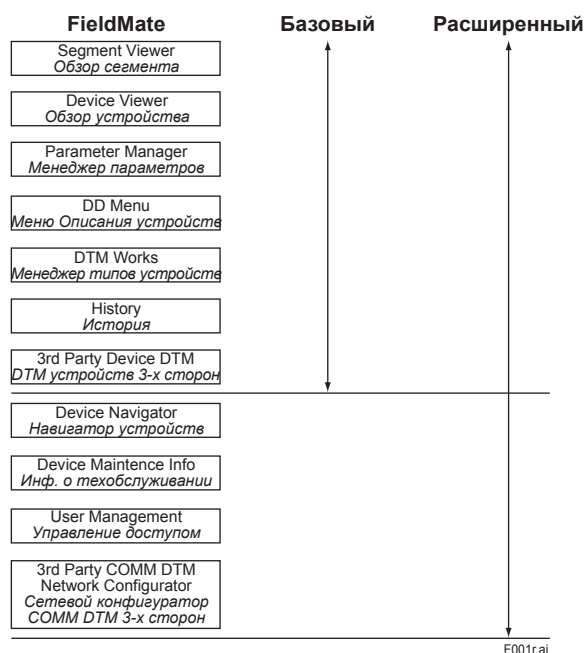 FieldMate Базовый Расширенный
Segment Viewer
Обзор сегмента
Device Viewer
Обзор устройства
Parameter Manager
Менеджер параметров
DD Menu
Меню Описания устройств
DTM Works
Менеджер типов устройств
History
История
3rd Party Device DTM
DTM устройств 3-х сторон
Device Navigator
Навигатор устройств
Device Maintence Info
Инф. о техобслуживании
User Management
Управление доступом
3rd Party COMM DTM
Network Configurator
Сетевой конфигуратор
COMM DTM 3-х сторон
F001r.ai